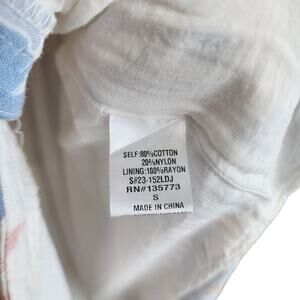 SELF:80%COTTON
20%NYLON
LINING:100%RAYON
S#23-152LDJ
RN#135773
S
MADE IN CHINA